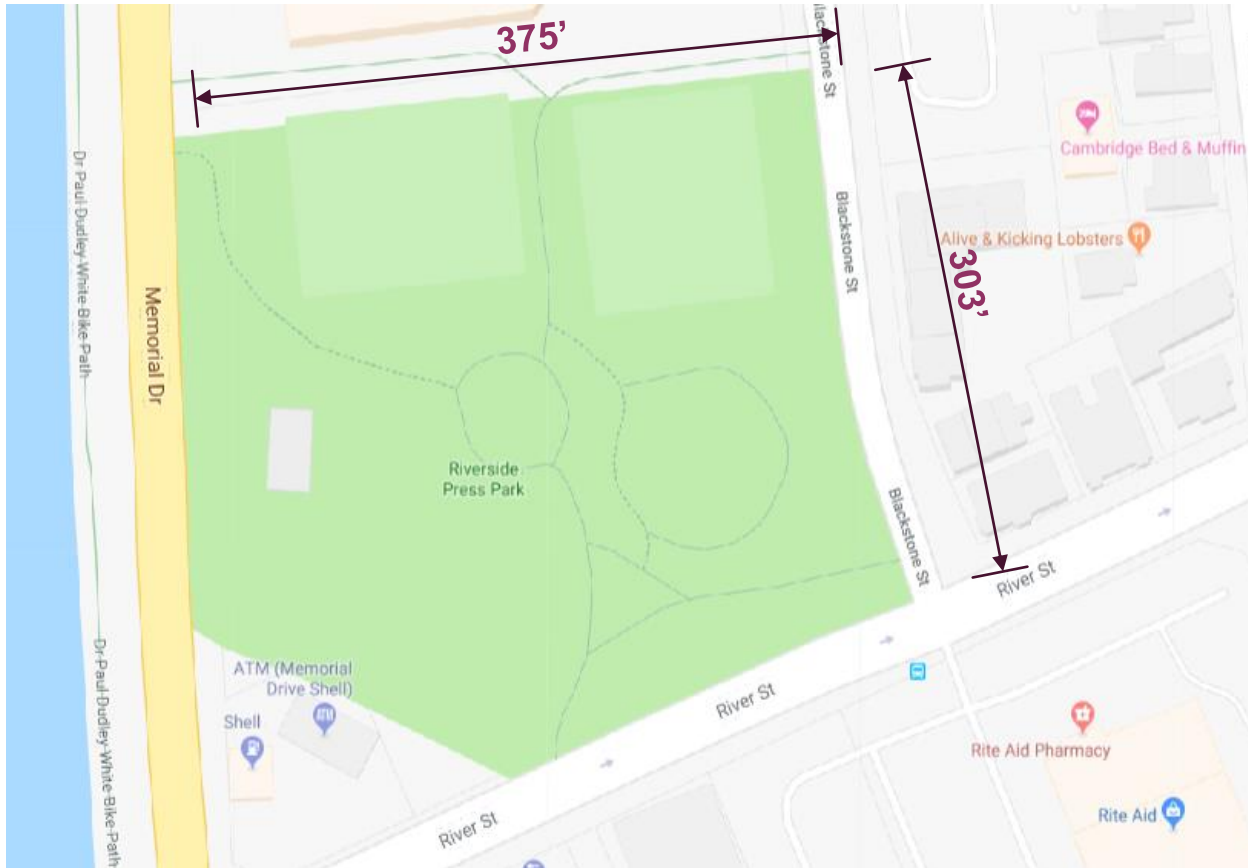 375'
Blackstone St
Dr Paul Dudley White Bike Path
Cambridge Bed & Muffin
Blackstone St
Alive & Kicking Lobsters
303'
Memorial Dr
Riverside
Press Park
Blackstone St
River St
Dr Paul Dudley White Bike Path
ATM (Memorial
Drive Shell)
Shell
ATM
River St
Rite Aid Pharmacy
Rite Aid
River St